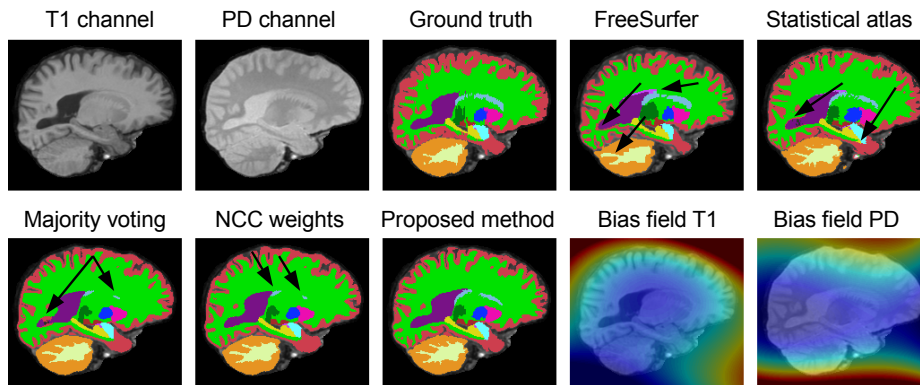 T1 channel
PD channel
Ground truth
FreeSurfer
Statistical atlas
Majority voting
NCC weights
Proposed method
Bias field T1
Bias field PD